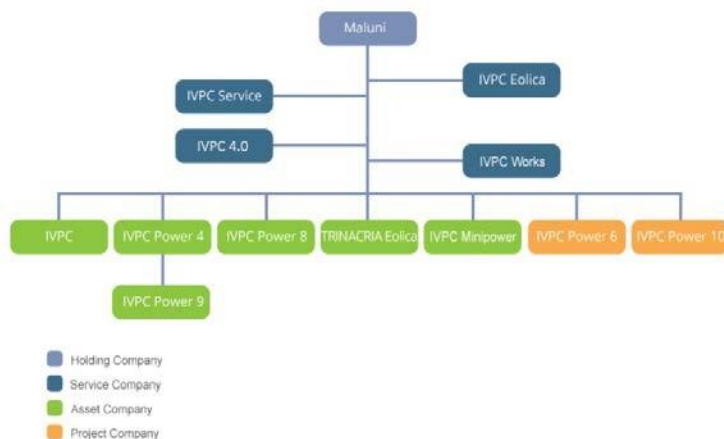 Maluni
IVPC Service
IVPC Eolica
IVPC 4.0
IVPC Works
IVPC
IVPC Power 4
IVPC Power 8
TRINACRIA Eolica
IVPC Minipower
IVPC Power 6
IVPC Power 10
IVPC Power 9
Holding Company
Service Company
Asset Company
Project Company